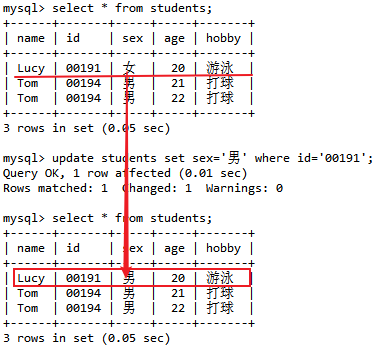 mysql> select * from students;
+------+-------+-----+-----+-------+
| name | id | sex | age | hobby |
+------+-------+-----+-----+-------+
| Lucy | 00191 | 女 | 20 | 游泳 |
| Tom | 00194 | 男 | 21 | 打球 |
| Tom | 00194 | 男 | 22 | 打球 |
+------+-------+-----+-----+-------+
3 rows in set (0.05 sec)
mysql> update students set sex='男' where id='00191';
Query OK, 1 row affected (0.01 sec)
Rows matched: 1 Changed: 1 Warnings: 0
mysql> select * from students;
+------+-------+-----+-----+-------+
| name | id | sex | age | hobby |
+------+-------+-----+-----+-------+
| Lucy | 00191 | 男 | 20 | 游泳 |
| Tom | 00194 | 男 | 21 | 打球 |
| Tom | 00194 | 男 | 22 | 打球 |
+------+-------+-----+-----+-------+
3 rows in set (0.05 sec)